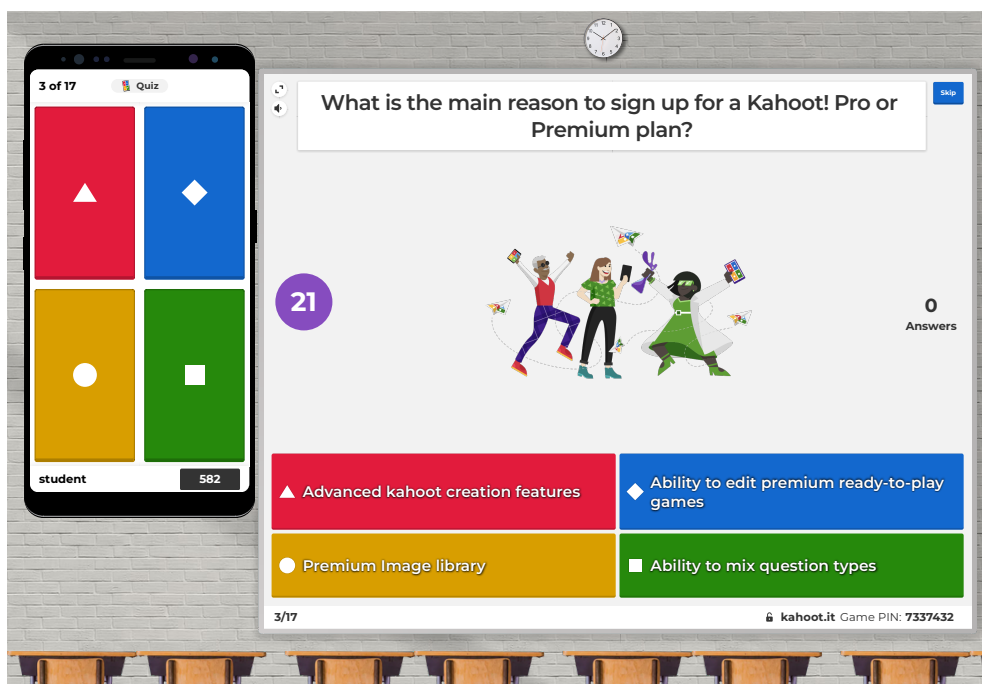 3 of 17
Quiz
student
582
What is the main reason to sign up for a Kahoot! Pro or
Premium plan?
Skip
21
0
Answers
Advanced kahoot creation features
Ability to edit premium ready-to-play
games
Premium Image library
Ability to mix question types
3/17
kahoot.it Game PIN: 7337432